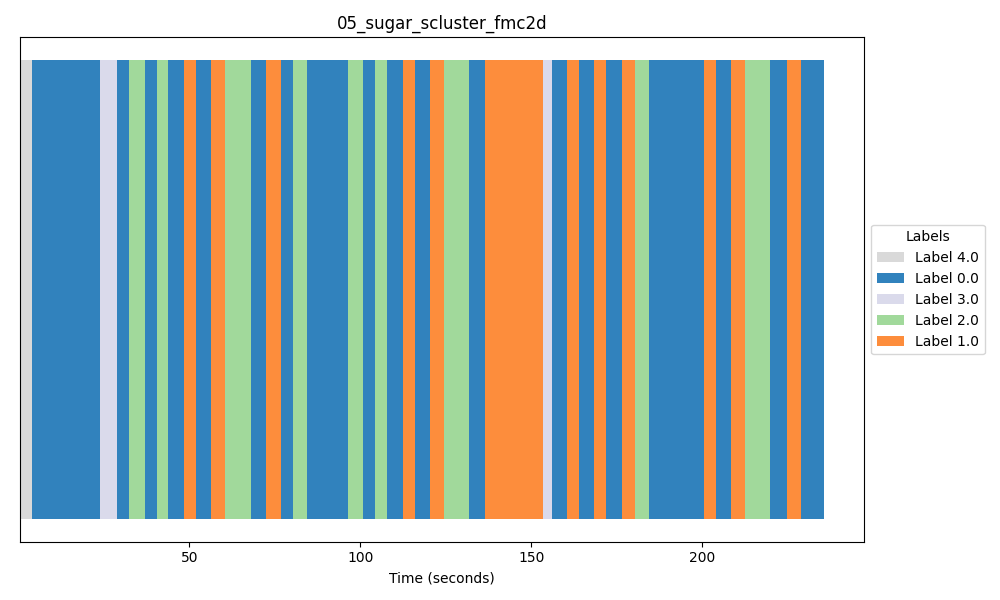 05_sugar_scluster_fmc2d
Labels
Label 4.0
Label 0.0
Label 3.0
Label 2.0
Label 1.0
50 100 150 200
Time (seconds)